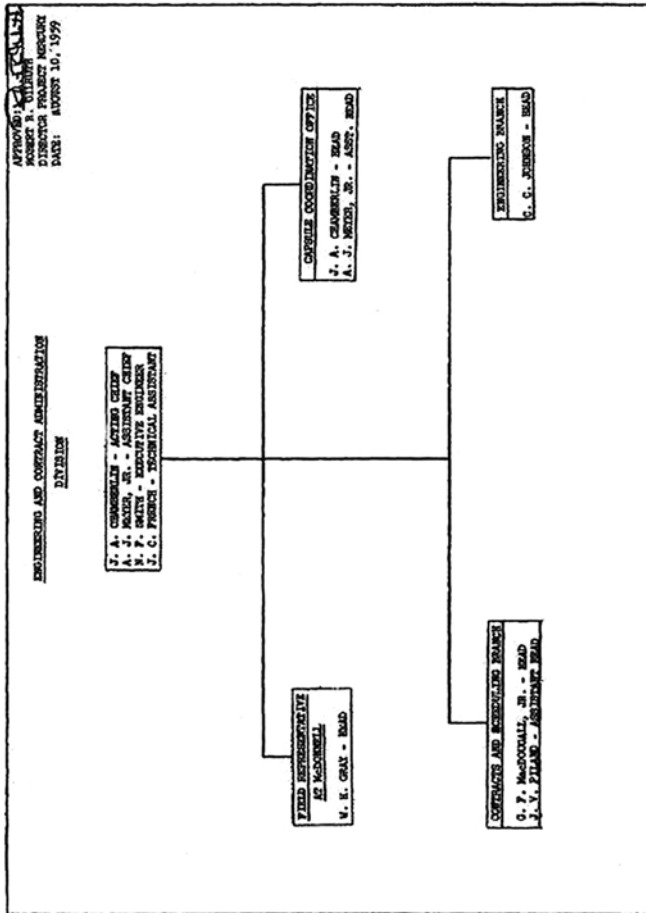 APPROVED:
ROBERT R. GILRUTH
DIRECTOR PROJECT MERCURY
DATE: AUGUST 10, 1959
ENGINEERING AND CONTRACT ADMINISTRATION
DIVISION
J. A. CHAMBERLIN - ACTING CHIEF
A. J. MEYER, JR. - ASSISTANT CHIEF
N. F. SMITH - EXECUTIVE ENGINEER
J. C. FRENCH - TECHNICAL ASSISTANT
FIELD REPRESENTATIVE
AT McDONNELL
W. H. GRAY - HEAD
CAPSULE COORDINATION OFFICE
J. A. CHAMBERLIN - HEAD
A. J. MEYER, JR. - ASST. HEAD
CONTRACTS AND SCHEDULING BRANCH
G. F. MacDOUGALL, JR. - HEAD
J. V. PILAND - ASSISTANT HEAD
ENGINEERING BRANCH
C. C. JOHNSON - HEAD